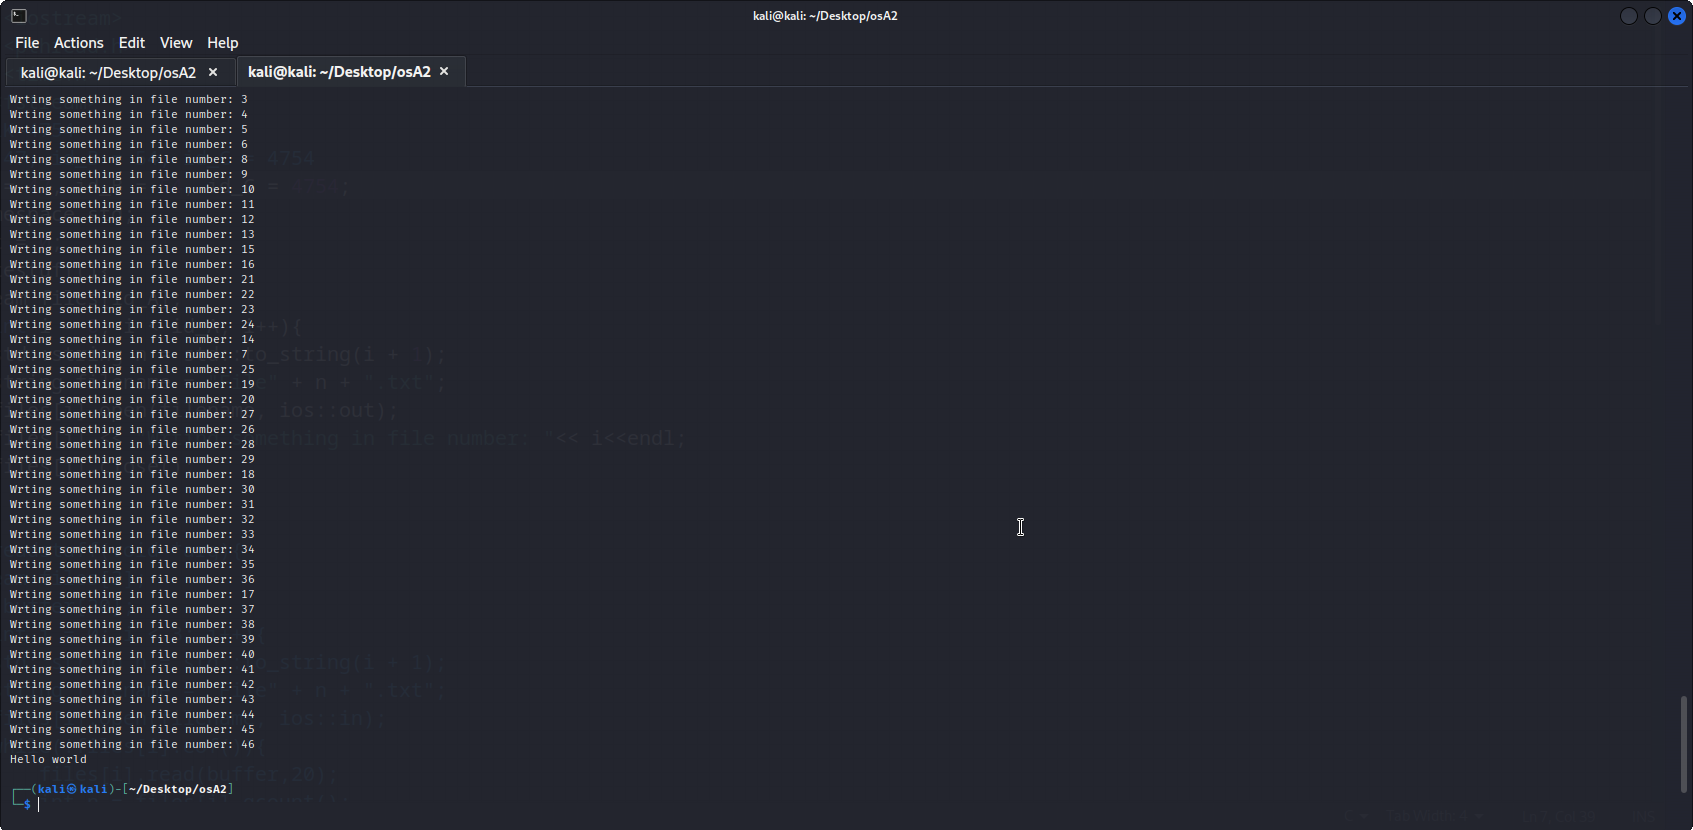 kali@kali: ~/Desktop/osA2
File Actions Edit View Help
kali@kali: ~/Desktop/osA2 × kali@kali: ~/Desktop/osA2 ×
Wrting something in file number: 3
Wrting something in file number: 4
Wrting something in file number: 5
Wrting something in file number: 6
Wrting something in file number: 8
Wrting something in file number: 9
Wrting something in file number: 10
Wrting something in file number: 11
Wrting something in file number: 12
Wrting something in file number: 13
Wrting something in file number: 15
Wrting something in file number: 16
Wrting something in file number: 21
Wrting something in file number: 22
Wrting something in file number: 23
Wrting something in file number: 24
Wrting something in file number: 14
Wrting something in file number: 7
Wrting something in file number: 25
Wrting something in file number: 19
Wrting something in file number: 20
Wrting something in file number: 27
Wrting something in file number: 26
Wrting something in file number: 28
Wrting something in file number: 29
Wrting something in file number: 18
Wrting something in file number: 30
Wrting something in file number: 31
Wrting something in file number: 32
Wrting something in file number: 33
Wrting something in file number: 34
Wrting something in file number: 35
Wrting something in file number: 36
Wrting something in file number: 17
Wrting something in file number: 37
Wrting something in file number: 38
Wrting something in file number: 39
Wrting something in file number: 40
Wrting something in file number: 41
Wrting something in file number: 42
Wrting something in file number: 43
Wrting something in file number: 44
Wrting something in file number: 45
Wrting something in file number: 46
Hello world
(kali㉿kali)-[~/Desktop/osA2]
$